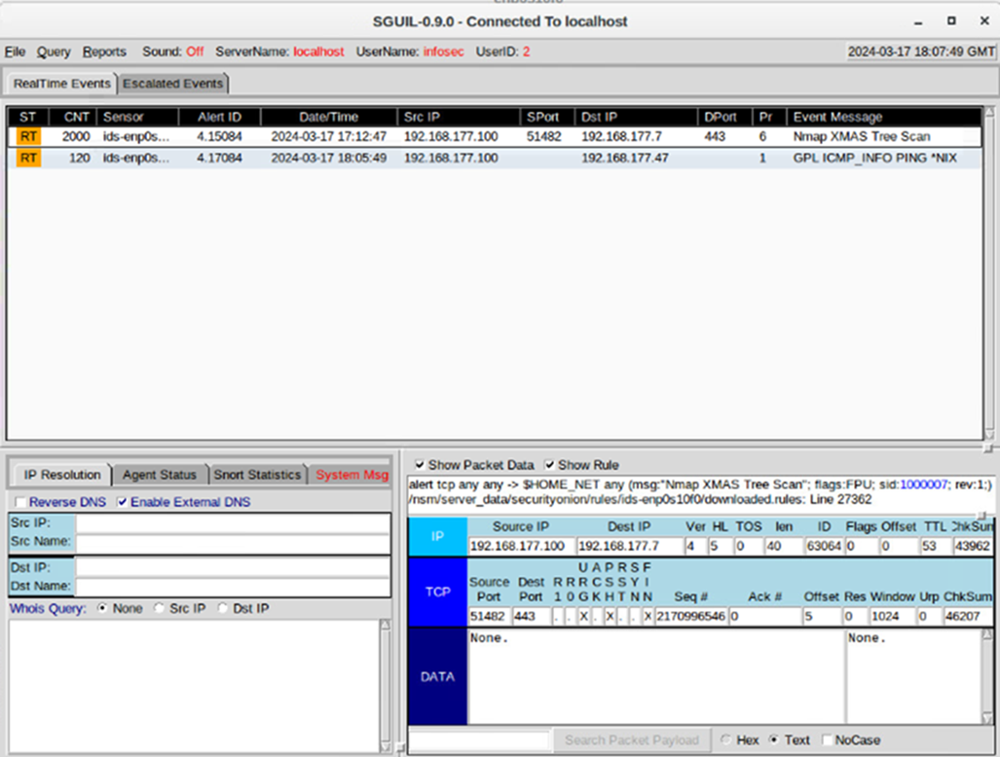 SGUIL-0.9.0 - Connected To localhost
File Query Reports Sound: Off ServerName: localhost UserName: infosec UserID: 2 2024-03-17 18:07:49 GMT
RealTime Events Escalated Events
ST CNT Sensor Alert ID Date/Time Src IP SPort Dst IP DPort Pr Event Message
RT 2000 ids-enp0s... 4.15084 2024-03-17 17:12:47 192.168.177.100 51482 192.168.177.7 443 6 Nmap XMAS Tree Scan
RT 120 ids-enp0s... 4.17084 2024-03-17 18:05:49 192.168.177.100 192.168.177.47 1 GPL ICMP_INFO PING *NIX
IP Resolution Agent Status Snort Statistics System Msg
Reverse DNS Enable External DNS
Src IP:
Src Name:
Dst IP:
Dst Name:
Whois Query: None Src IP Dst IP
Show Packet Data Show Rule
alert tcp any any -> $HOME_NET any (msg:"Nmap XMAS Tree Scan"; flags:FPU; sid:1000007; rev:1;)
/nsm/server_data/securityonion/rules/ids-enp0s10f0/downloaded.rules: Line 27362
IP
Source IP Dest IP Ver HL TOS len ID Flags Offset TTL ChkSum
192.168.177.100 192.168.177.7 4 5 0 40 63064 0 0 53 43962
TCP
U A P R S F
Source Dest R R R C S S Y I
Port Port 1 0 G K H T N N Seq # Ack # Offset Res Window Urp ChkSum
51482 443 . . X . X . . X 2170996546 0 5 0 1024 0 46207
DATA
None. None.
Search Packet Payload Hex Text NoCase